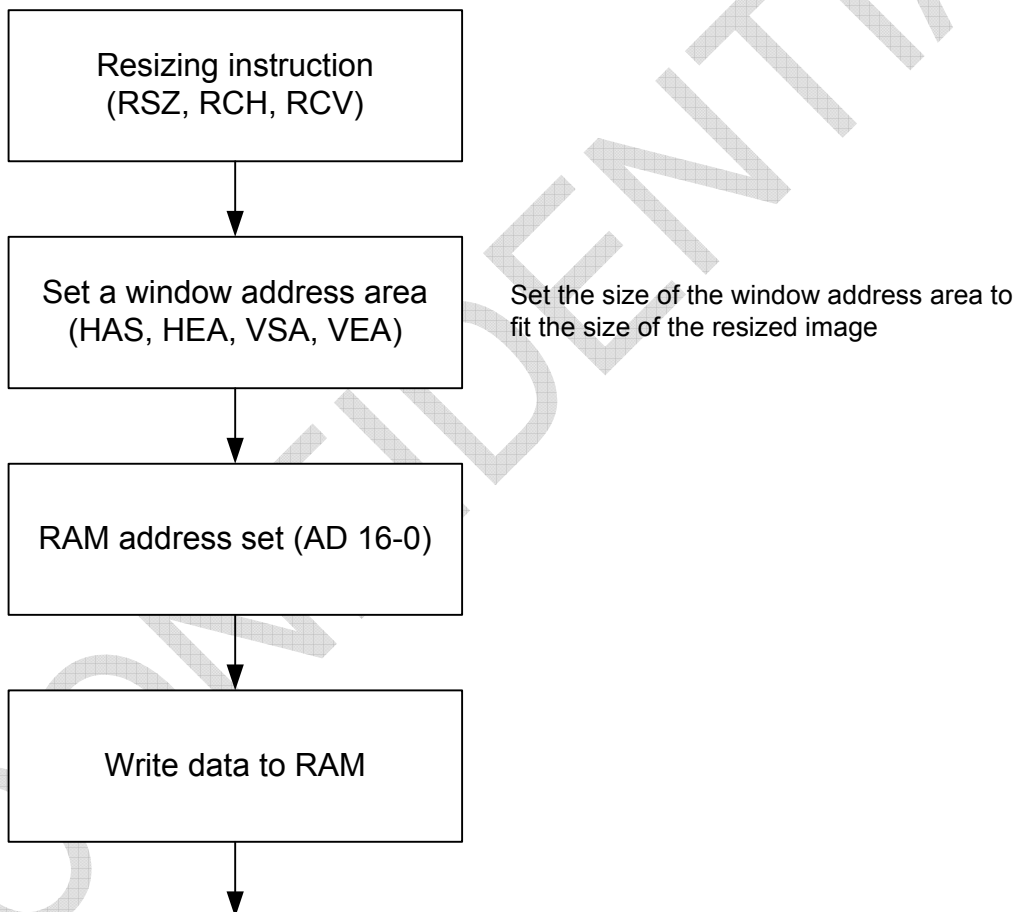 Resizing instruction
(RSZ, RCH, RCV)
Set a window address area
(HAS, HEA, VSA, VEA)
Set the size of the window address area to
fit the size of the resized image
RAM address set (AD 16-0)
Write data to RAM
CONFIDENTIA